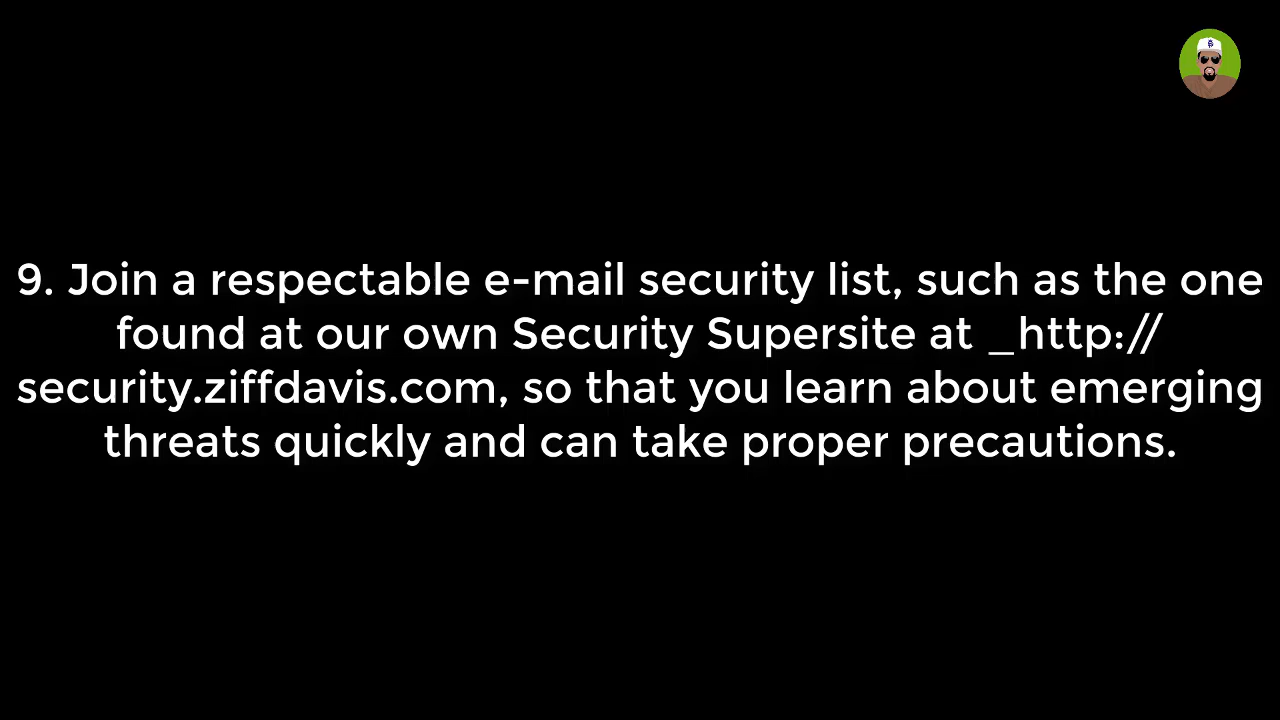 9. Join a respectable e-mail security list, such as the one
found at our own Security Supersite at _http://
security.ziffdavis.com, so that you learn about emerging
threats quickly and can take proper precautions.